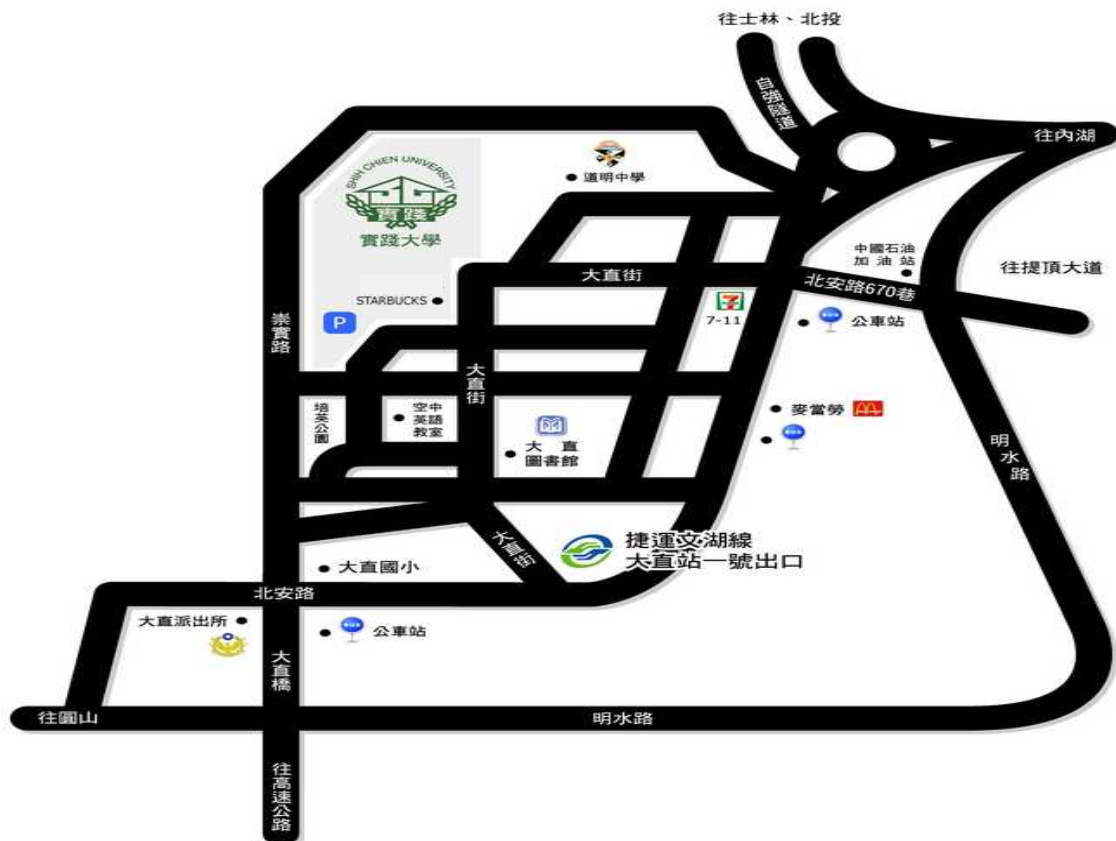 往士林、北投
自強隧道
往內湖
SHIH CHIEN UNIVERSITY
實踐
實踐大學
道明中學
中國石油
加油站
往提頂大道
大直街
北安路670巷
STARBUCKS
P
7
7-11
公車站
崇實路
大直街
培英公園
空中
英語
教室
麥當勞
大直
圖書館
明水路
大直街
捷運文湖線
大直站一號出口
大直國小
北安路
大直派出所
公車站
大直橋
往圓山
明水路
往高速公路